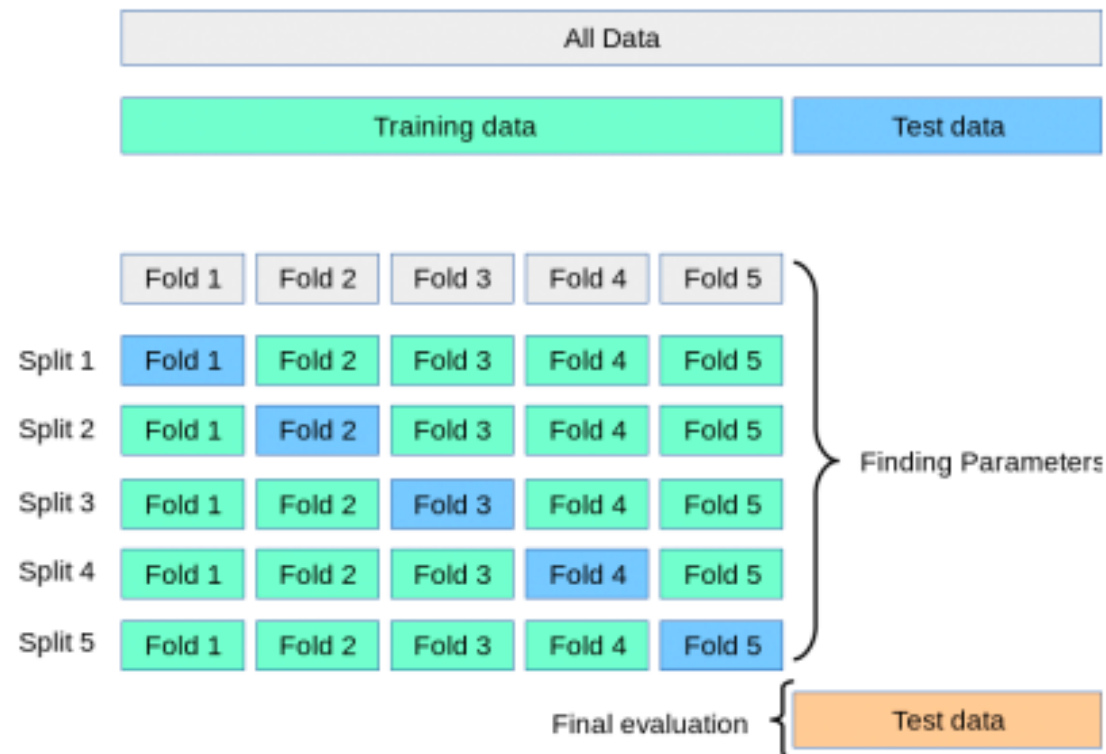 All Data
Training data Test data
Fold 1 Fold 2 Fold 3 Fold 4 Fold 5
Split 1 Fold 1 Fold 2 Fold 3 Fold 4 Fold 5
Split 2 Fold 1 Fold 2 Fold 3 Fold 4 Fold 5
Finding Parameters
Split 3 Fold 1 Fold 2 Fold 3 Fold 4 Fold 5
Split 4 Fold 1 Fold 2 Fold 3 Fold 4 Fold 5
Split 5 Fold 1 Fold 2 Fold 3 Fold 4 Fold 5
Final evaluation Test data